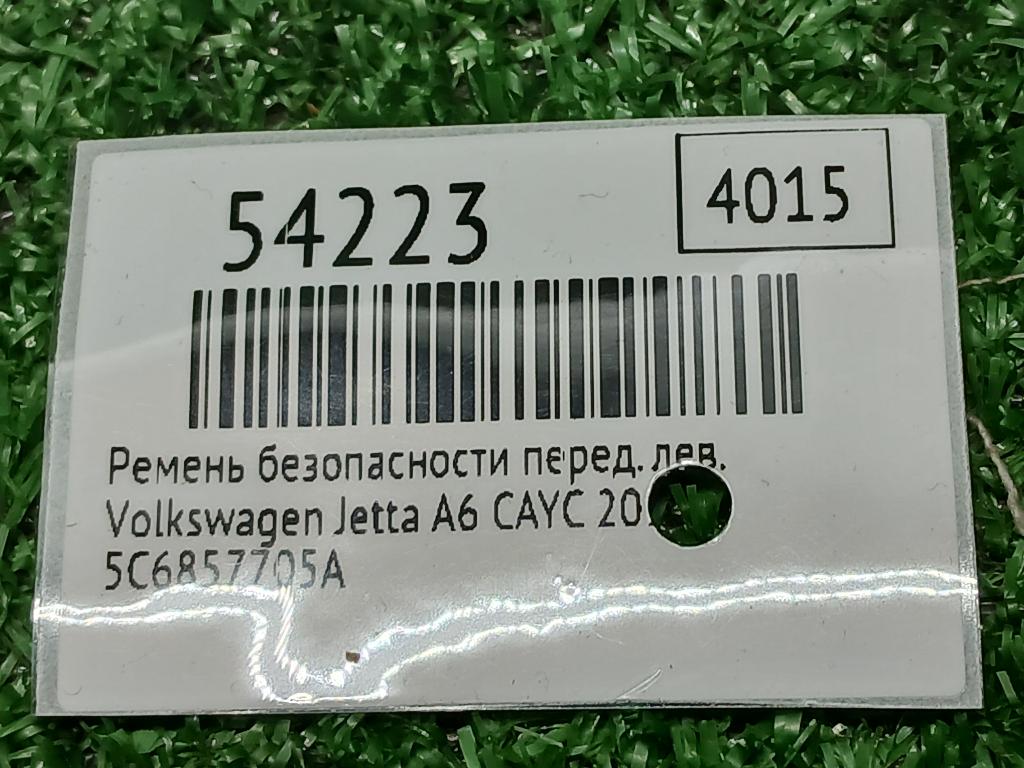 54223
4015
Ремень безопасности перед. лев.
Volkswagen Jetta A6 CAYC
5C6857705A